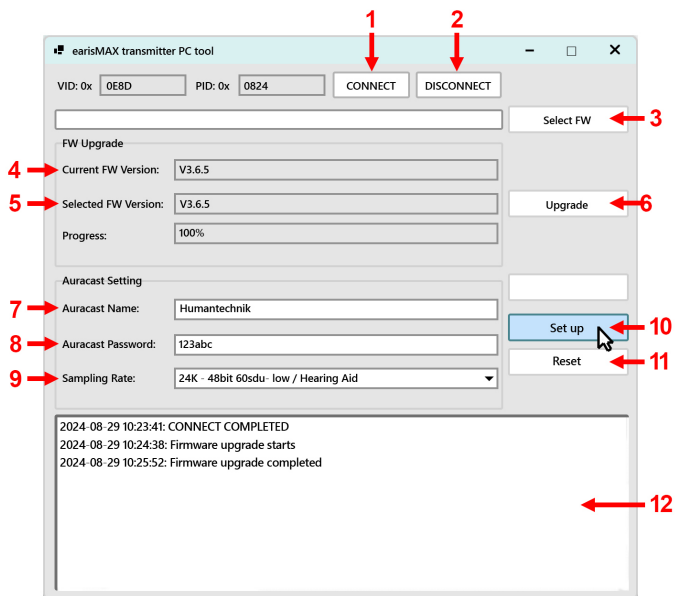 1 2
earisMAX transmitter PC tool
VID: 0x 0E8D PID: 0x 0824 CONNECT DISCONNECT
Select FW 3
FW Upgrade
4 Current FW Version: V3.6.5
5 Selected FW Version: V3.6.5 Upgrade 6
Progress: 100%
Auracast Setting
7 Auracast Name: Humantechnik
Set up 10
8 Auracast Password: 123abc
Reset 11
9 Sampling Rate: 24K - 48bit 60sdu- low / Hearing Aid
2024-08-29 10:23:41: CONNECT COMPLETED
2024-08-29 10:24:38: Firmware upgrade starts
2024-08-29 10:25:52: Firmware upgrade completed
12